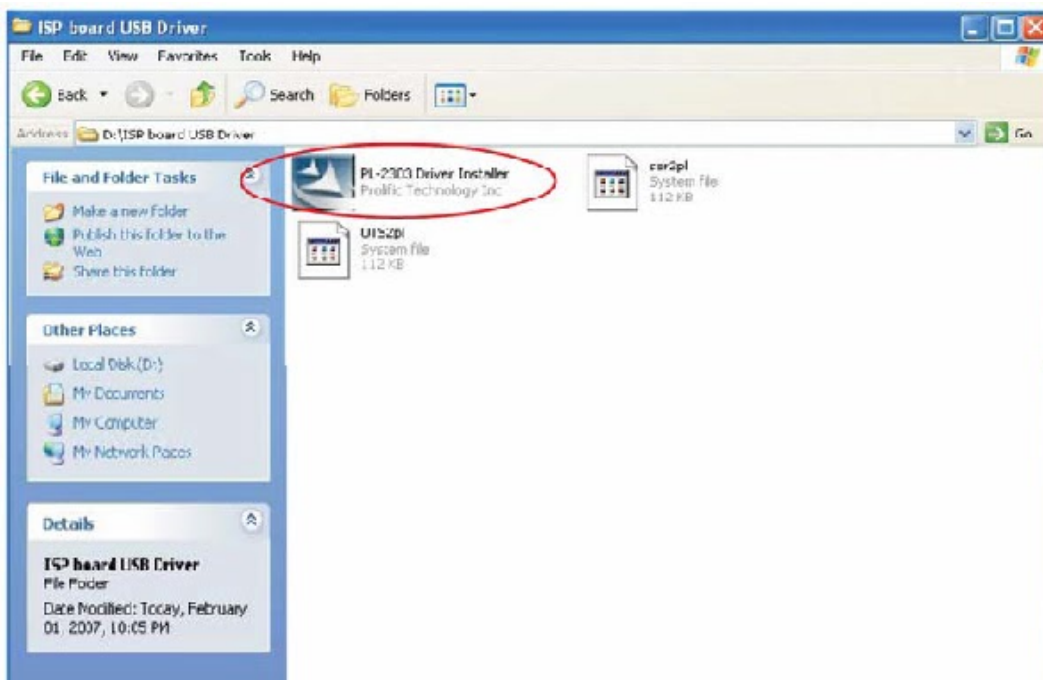 ISP board USB Driver
File Edit View Favorites Tools Help
Back Search Folders
Address D:\ISP board USB Driver Go
File and Folder Tasks
Make a new folder
Publish this folder to the
Web
Share this folder
Other Places
Local Disk (D:)
My Documents
My Computer
My Network Places
Details
ISP board USB Driver
File Folder
Date Modified: Today, February
01, 2007, 10:05 PM
PL-2303 Driver Installer
Prolific Technology Inc
ser2pl
System file
112 KB
System file
112 KB